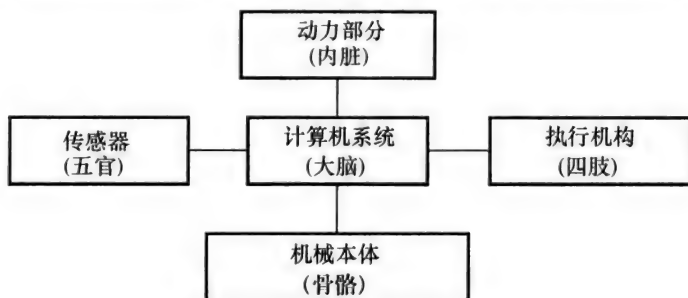 动力部分
(内脏)
传感器
(五官)
计算机系统
(大脑)
执行机构
(四肢)
机械本体
(骨骼)